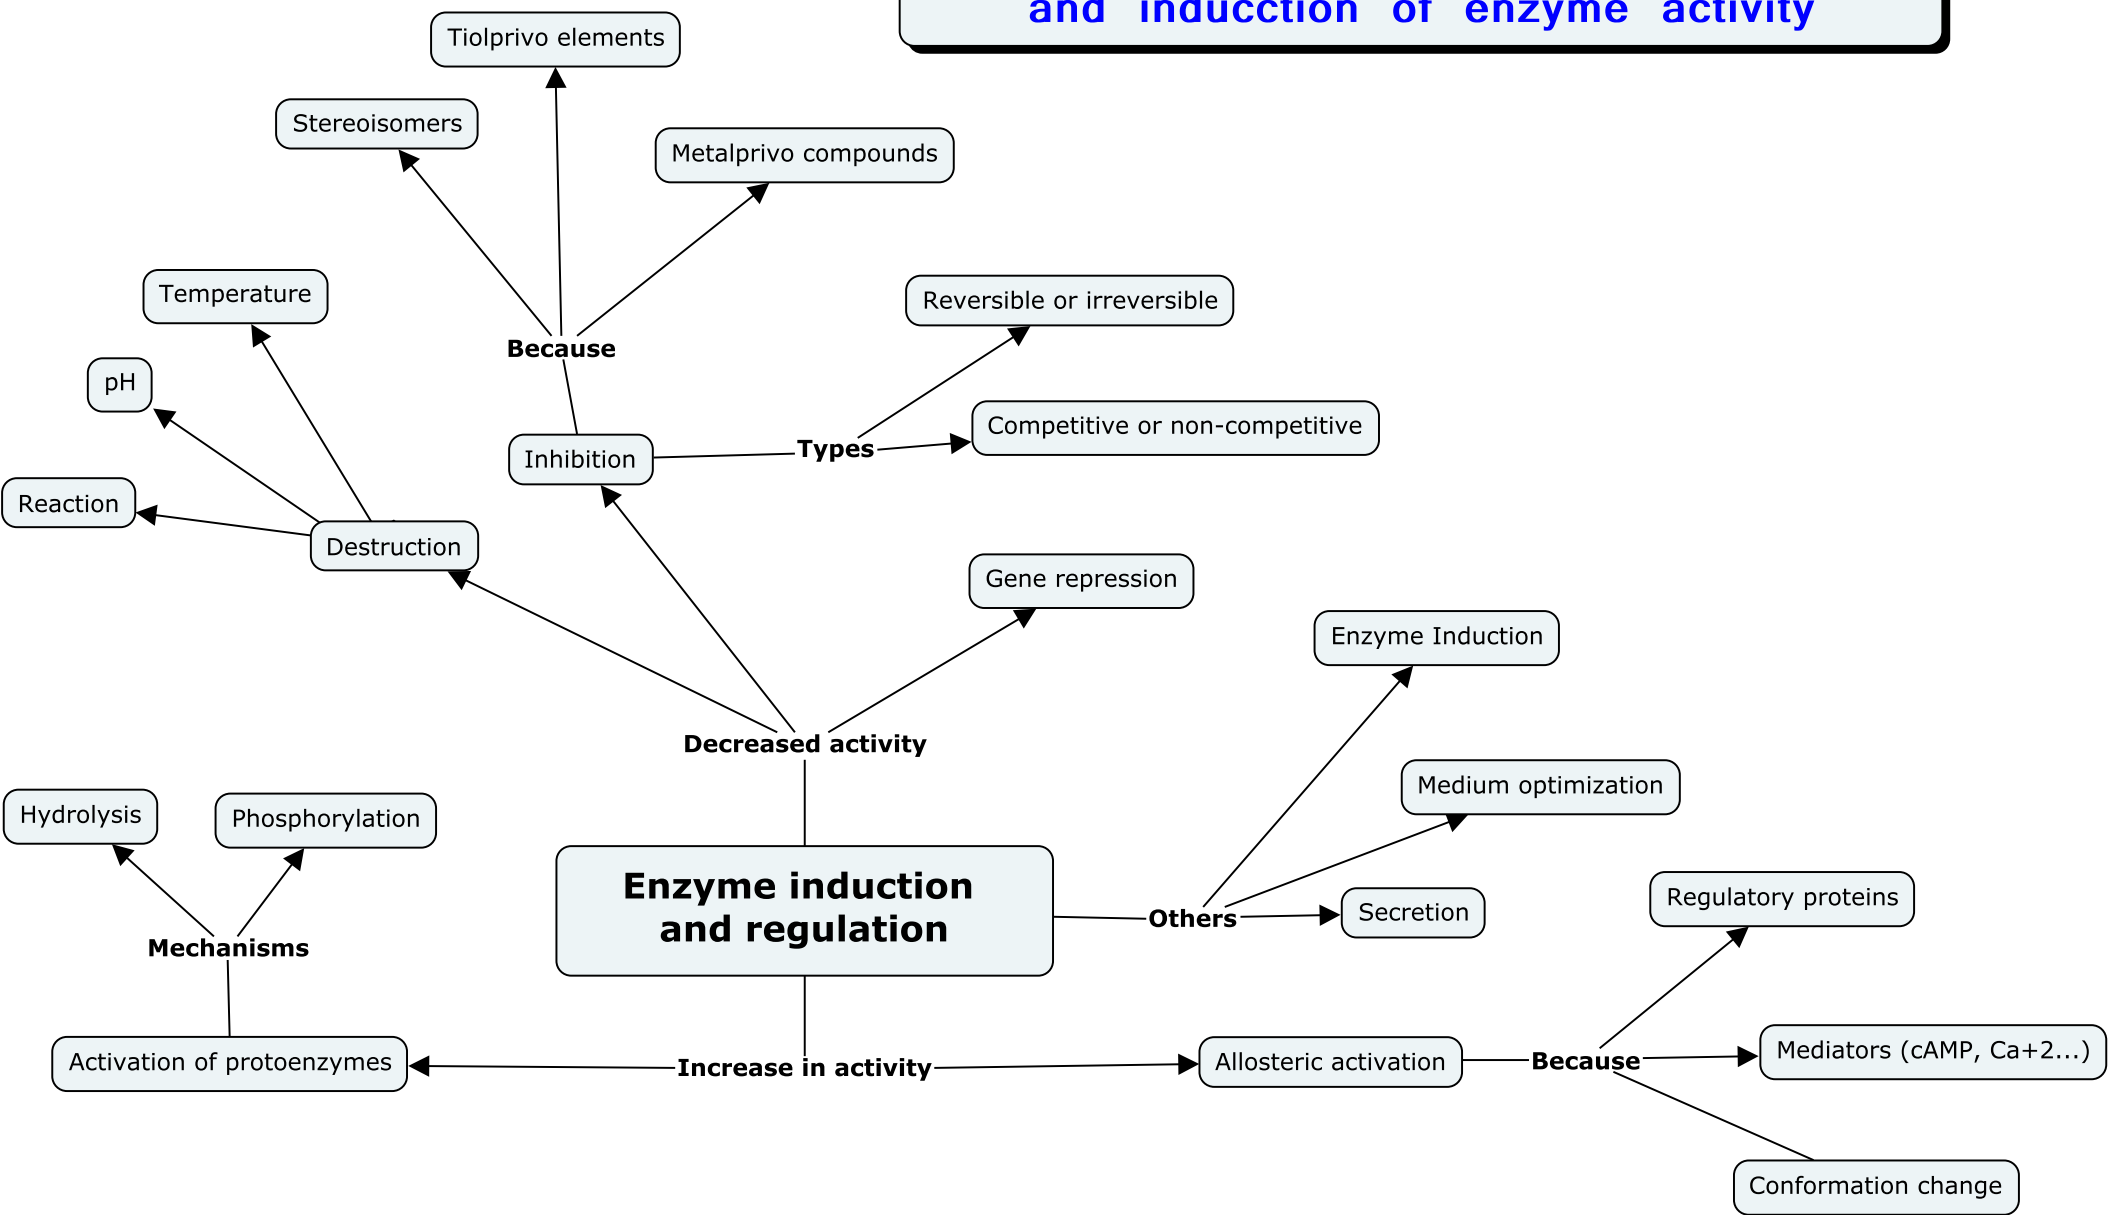 and inducction of enzyme activity
Tiolprivo elements
Stereoisomers
Metalprivo compounds
Temperature
Reversible or irreversible
Because
pH
Competitive or non-competitive
Types
Inhibition
Reaction
Destruction
Gene repression
Enzyme Induction
Decreased activity
Medium optimization
Hydrolysis
Phosphorylation
Enzyme induction
and regulation
Regulatory proteins
Secretion
Others
Mechanisms
Mediators (cAMP, Ca+2...)
Activation of protoenzymes
Increase in activity
Allosteric activation
Because
Conformation change